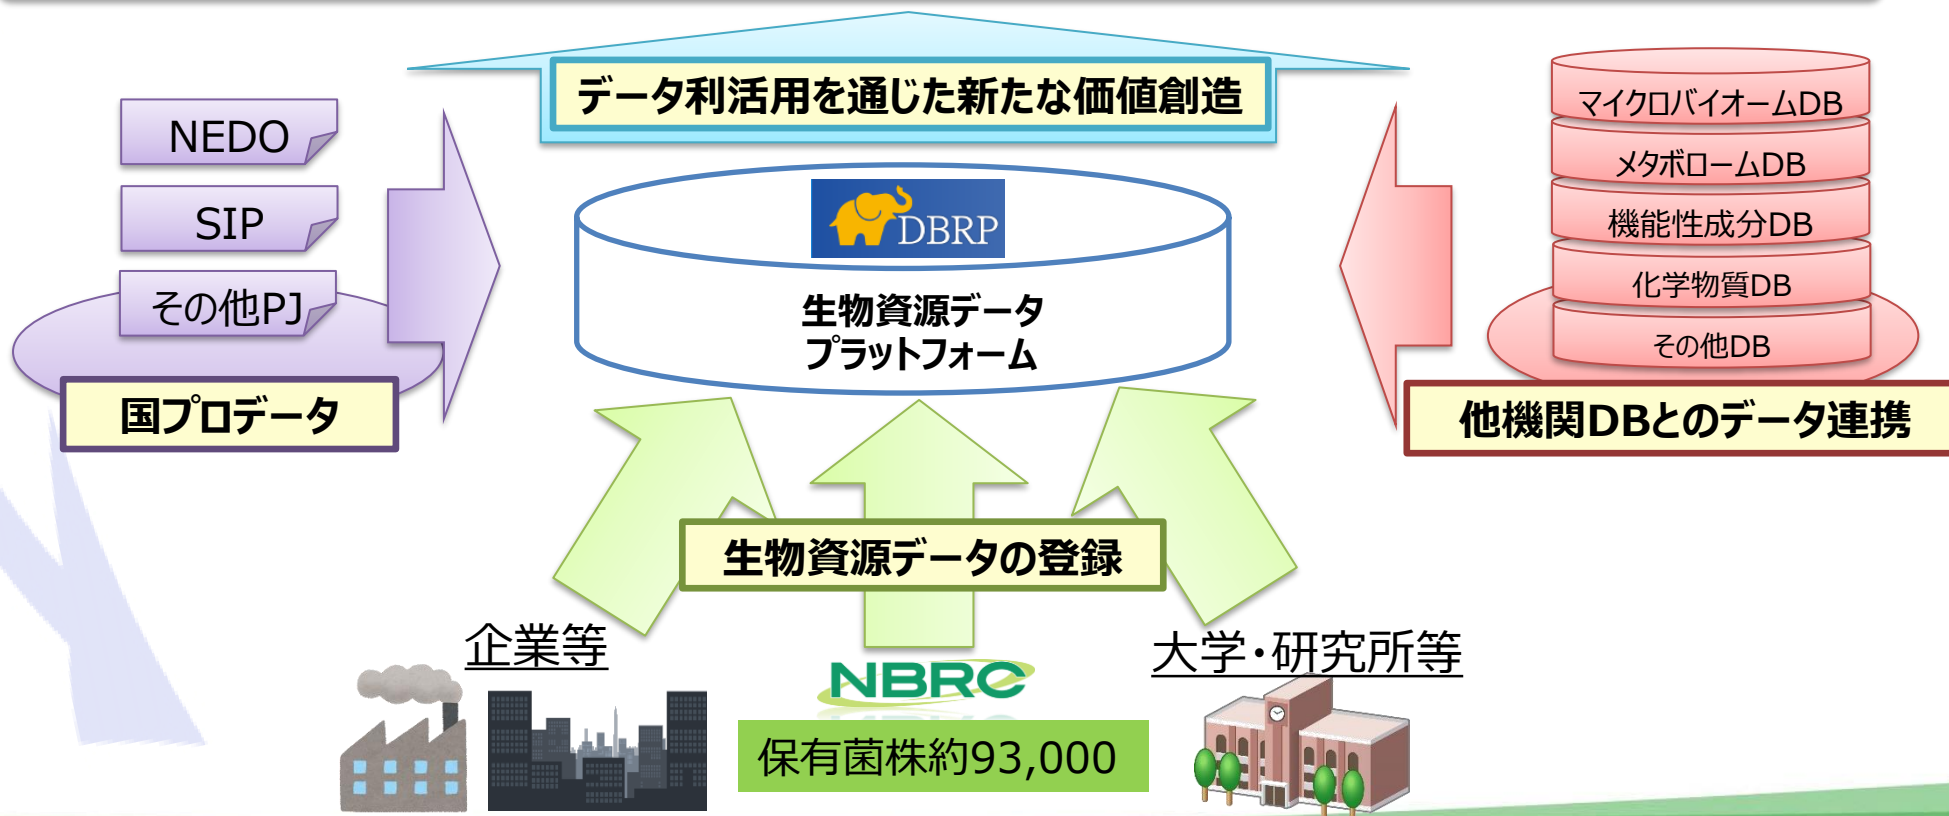 データ利活用を通じた新たな価値創造
NEDO
SIP
その他PJ
国プロデータ
DBRP
生物資源データ
プラットフォーム
マイクロバイオームDB
メタボロームDB
機能性成分DB
化学物質DB
その他DB
他機関DBとのデータ連携
生物資源データの登録
企業等
NBRC
保有菌株約93,000
大学・研究所等